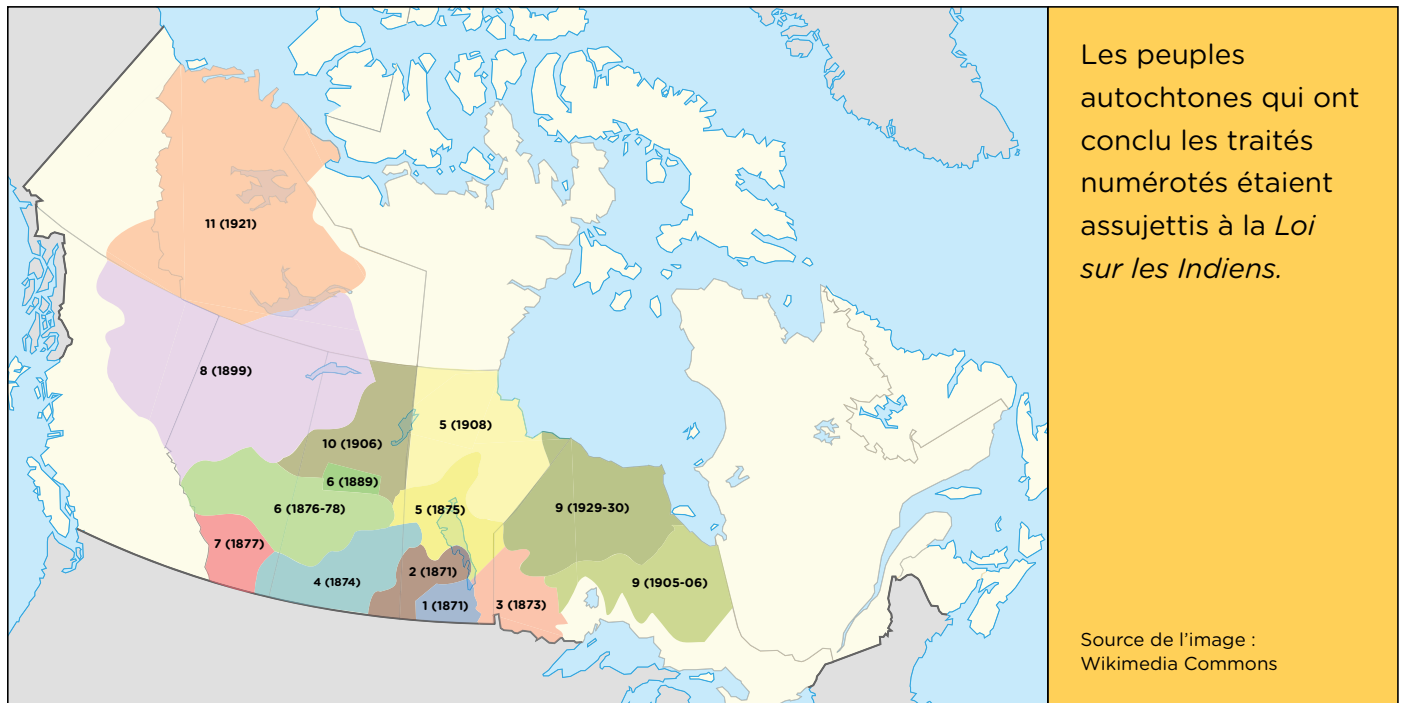 11 (1921)
8 (1899)
5 (1908)
10 (1906)
6 (1889)
6 (1876-78)
5 (1875)
9 (1929-30)
7 (1877)
2 (1871)
4 (1874)
9 (1905-06)
1 (1871)
3 (1873)
Les peuples
autochtones qui ont
conclu les traités
numérotés étaient
assujettis à la Loi
sur les Indiens.
Source de l’image :
Wikimedia Commons